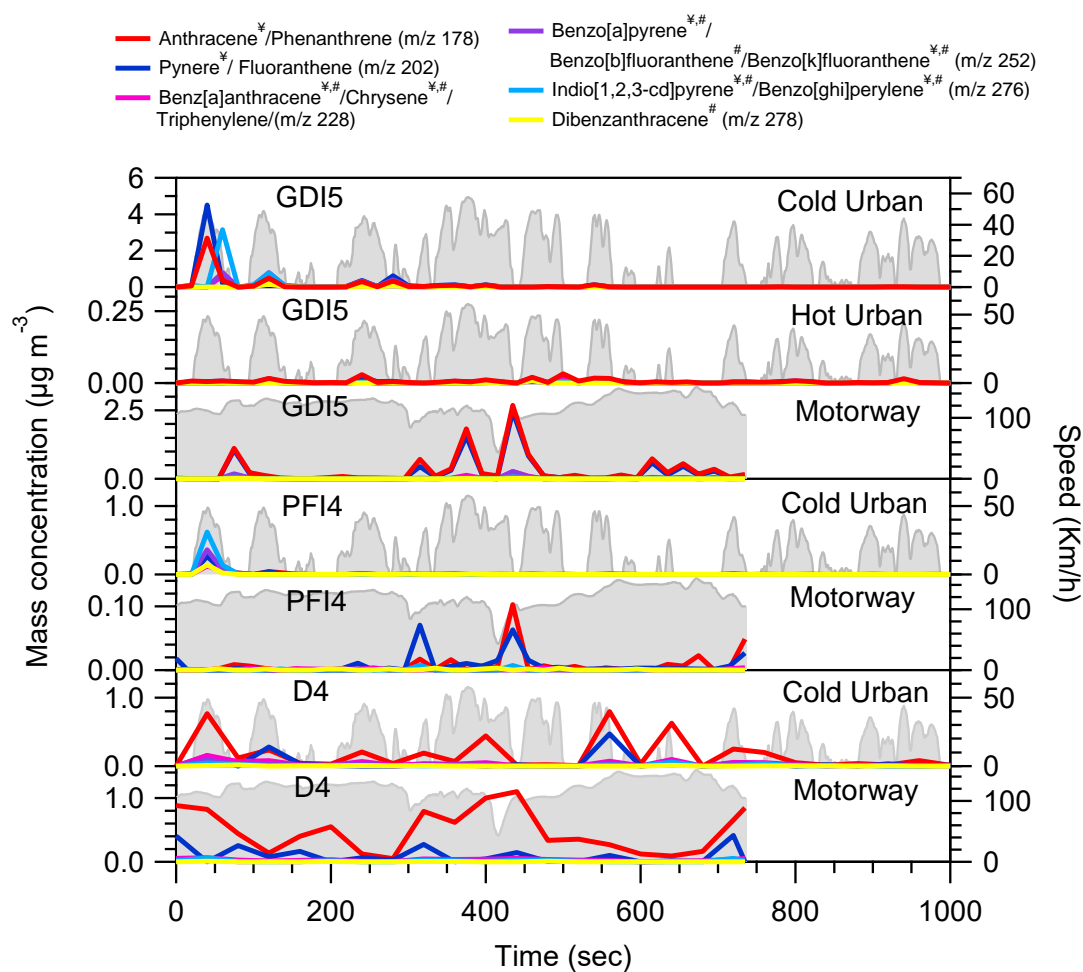 Anthracene¥/Phenanthrene (m/z 178)
Pynere¥/ Fluoranthene (m/z 202)
Benz[a]anthracene¥,#/Chrysene¥,#/
Triphenylene/(m/z 228)
Benzo[a]pyrene¥,#/
Benzo[b]fluoranthene#/Benzo[k]fluoranthene¥,# (m/z 252)
Indio[1,2,3-cd]pyrene¥,#/Benzo[ghi]perylene¥,# (m/z 276)
Dibenzanthracene# (m/z 278)
Mass concentration (µg m-3)
Speed (Km/h)
6
4
2
0
GDI5
Cold Urban
60
40
20
0
0.25
0.00
GDI5
Hot Urban
50
0
2.5
0.0
GDI5
Motorway
100
0
1.0
0.0
PFI4
Cold Urban
50
0
0.10
0.00
PFI4
Motorway
100
0
1.0
0.0
D4
Cold Urban
50
0
1.0
0.0
D4
Motorway
100
0
0 200 400 600 800 1000
Time (sec)